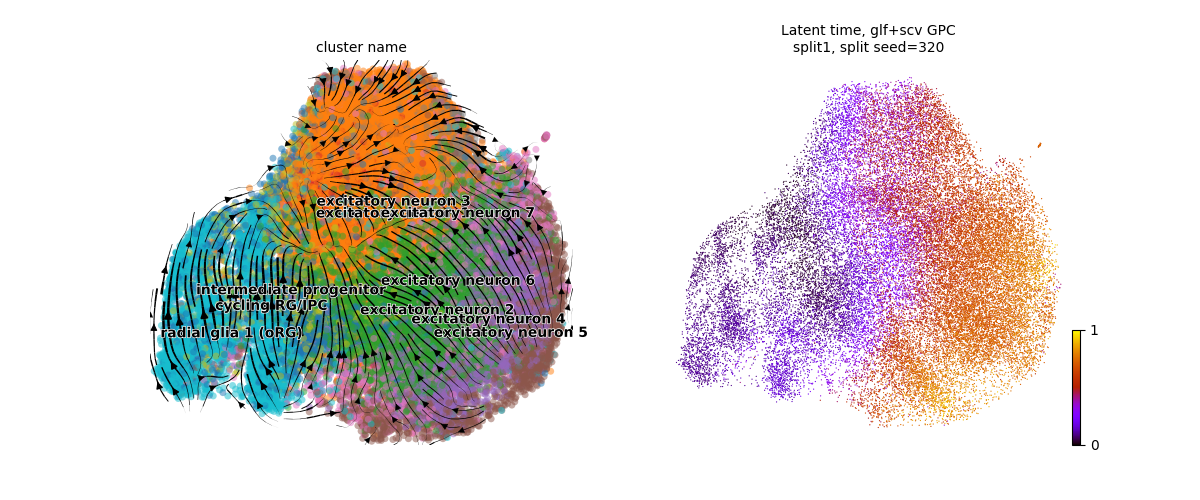 cluster name
Latent time, glf+scv GPC
split1, split seed=320
excitatory neuron 3
excitato
excitatory neuron 7
excitatory neuron 6
intermediate progenitor
cycling RG/IPC
excitatory neuron 2
excitatory neuron 4
radial glia 1 (oRG)
excitatory neuron 5
1
0